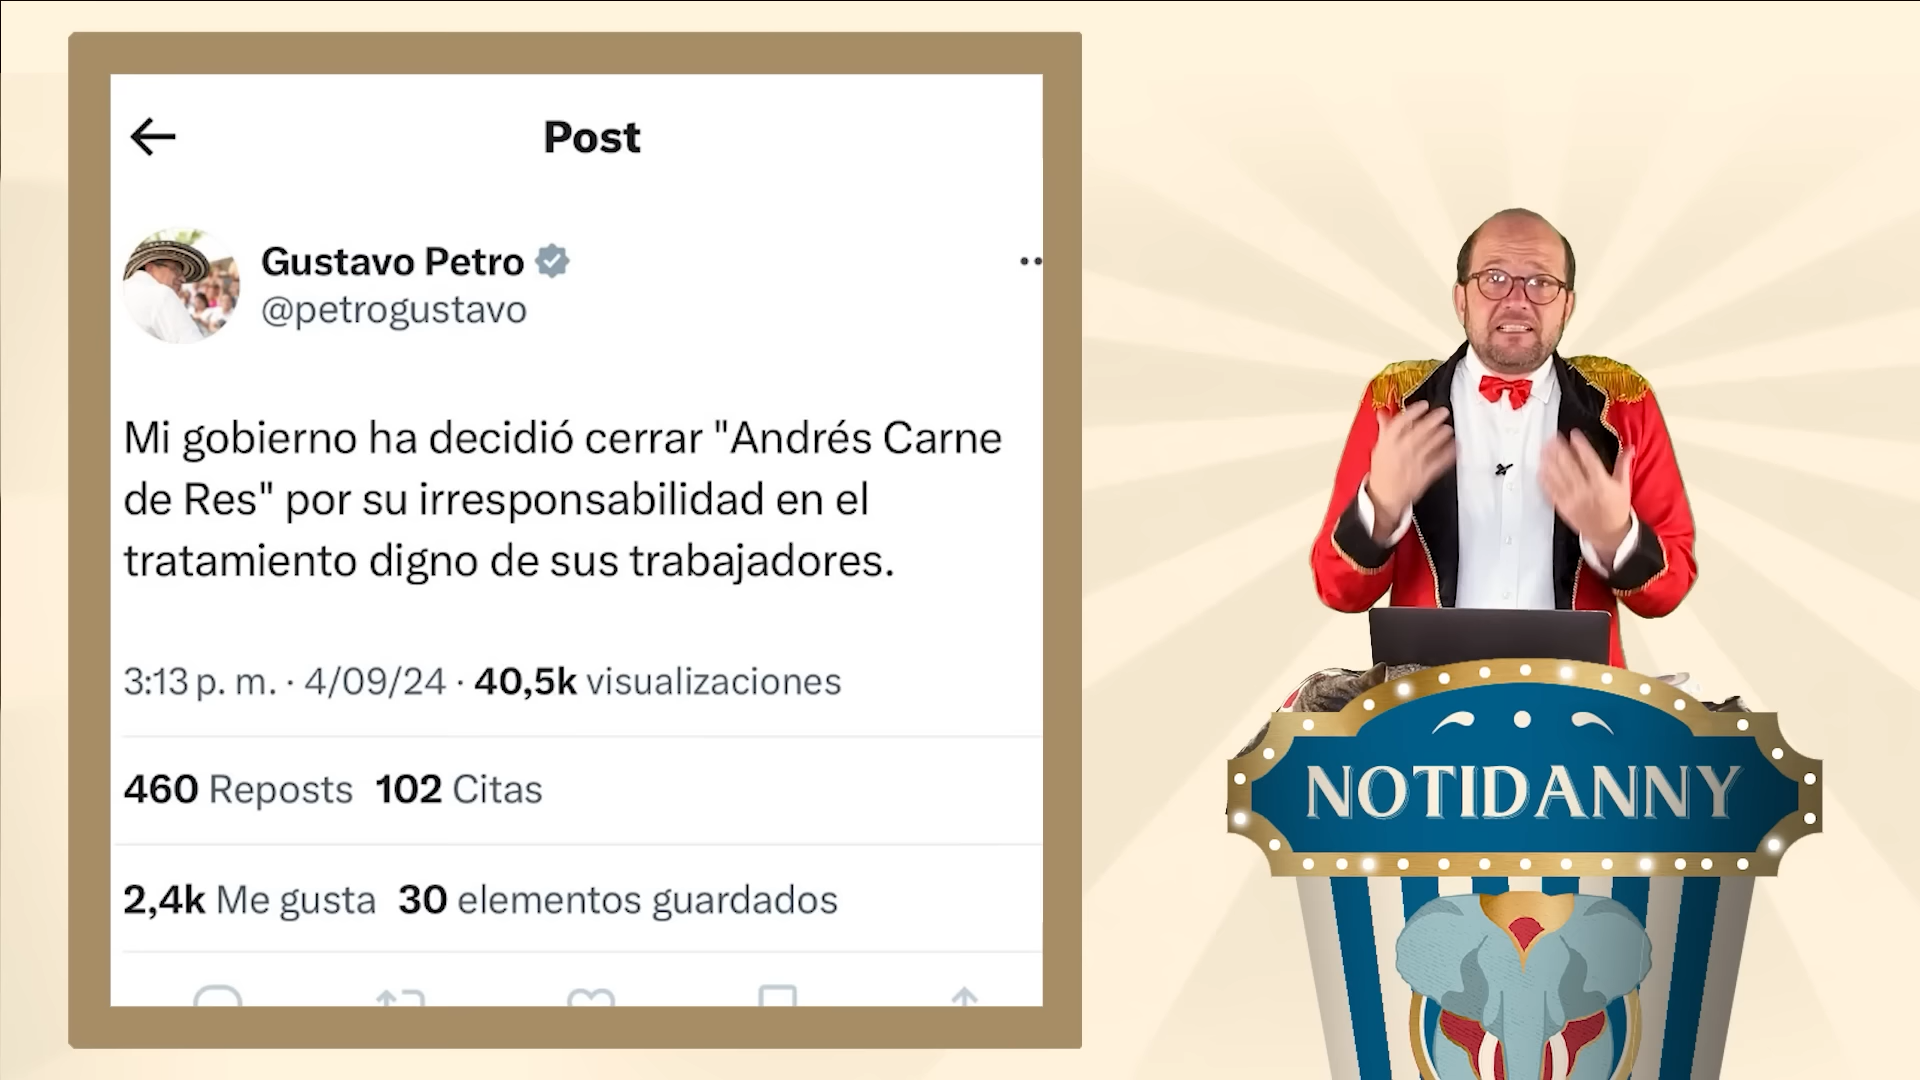 Post
Gustavo Petro
@petrogustavo
Mi gobierno ha decidió cerrar "Andrés Carne
de Res" por su irresponsabilidad en el
tratamiento digno de sus trabajadores.
3:13 p. m. · 4/09/24 · 40,5k visualizaciones
460 Reposts 102 Citas
2,4k Me gusta 30 elementos guardados
NOTIDANNY